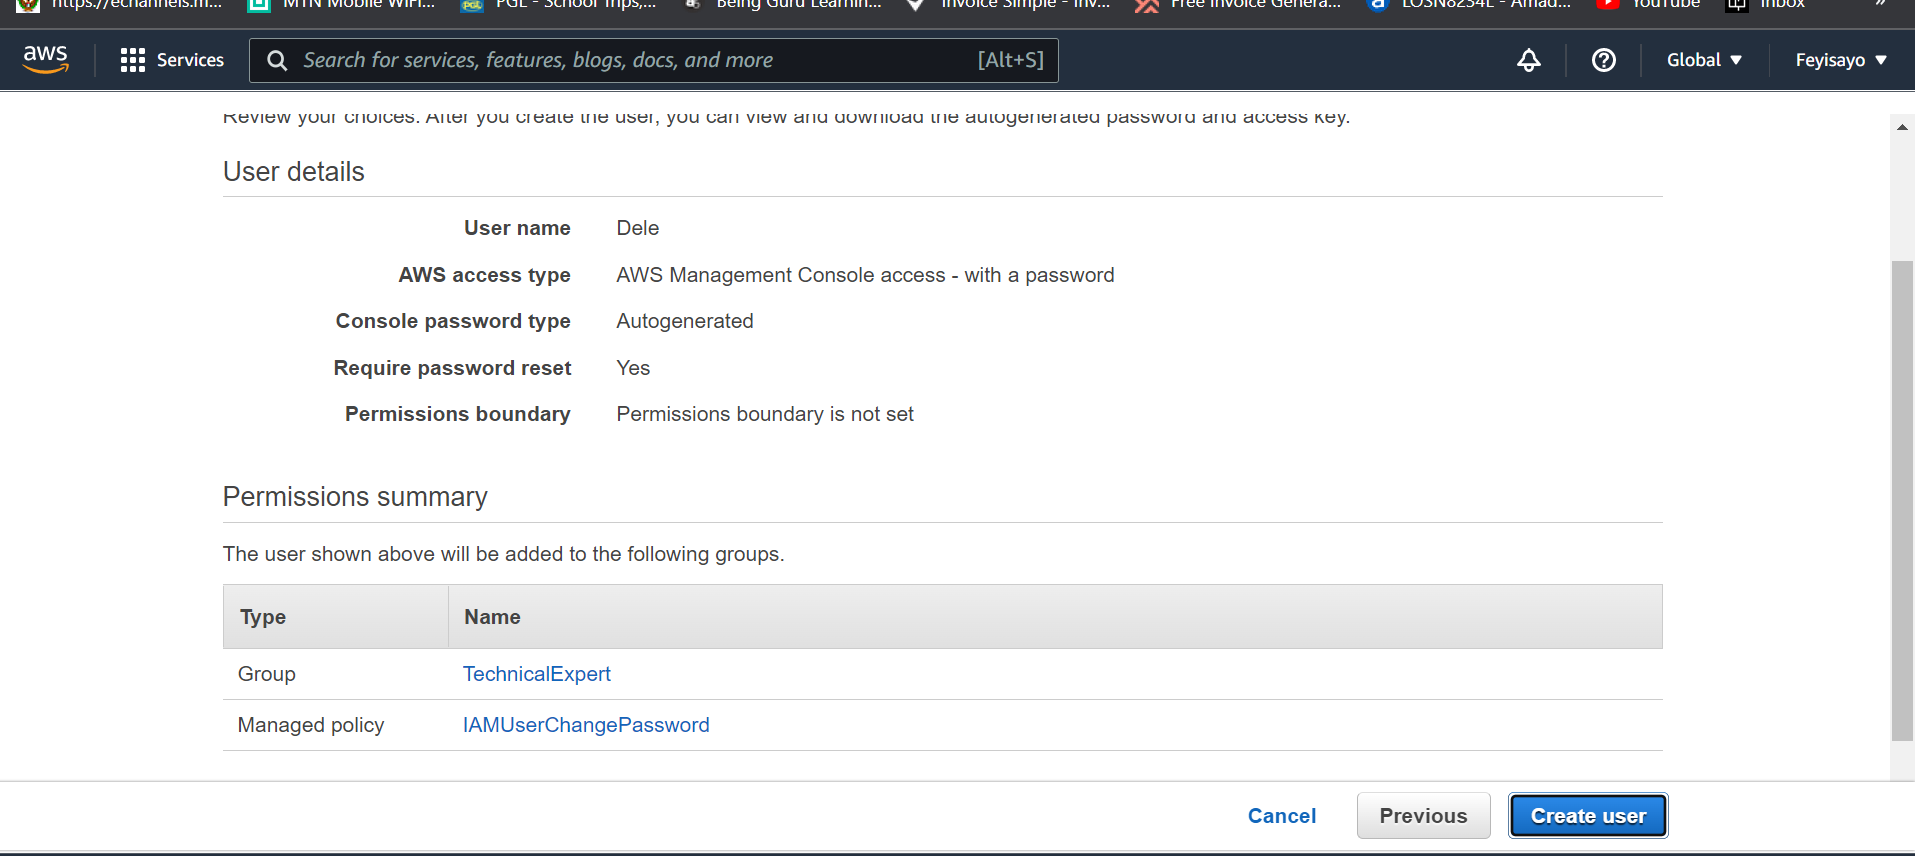 https://echannels.m... MTN Mobile WiFi... PGL - School Trips,... Being Guru Learnin... Invoice Simple - Inv... Free Invoice Genera... YouTube Inbox »
aws Services Search for services, features, blogs, docs, and more [Alt+S] Global ▼ Feyisayo ▼
Review your choices. After you create the user, you can view and download the autogenerated password and access key.
User details
User name Dele
AWS access type AWS Management Console access - with a password
Console password type Autogenerated
Require password reset Yes
Permissions boundary Permissions boundary is not set
Permissions summary
The user shown above will be added to the following groups.
Type Name
Group TechnicalExpert
Managed policy IAMUserChangePassword
Cancel Previous Create user